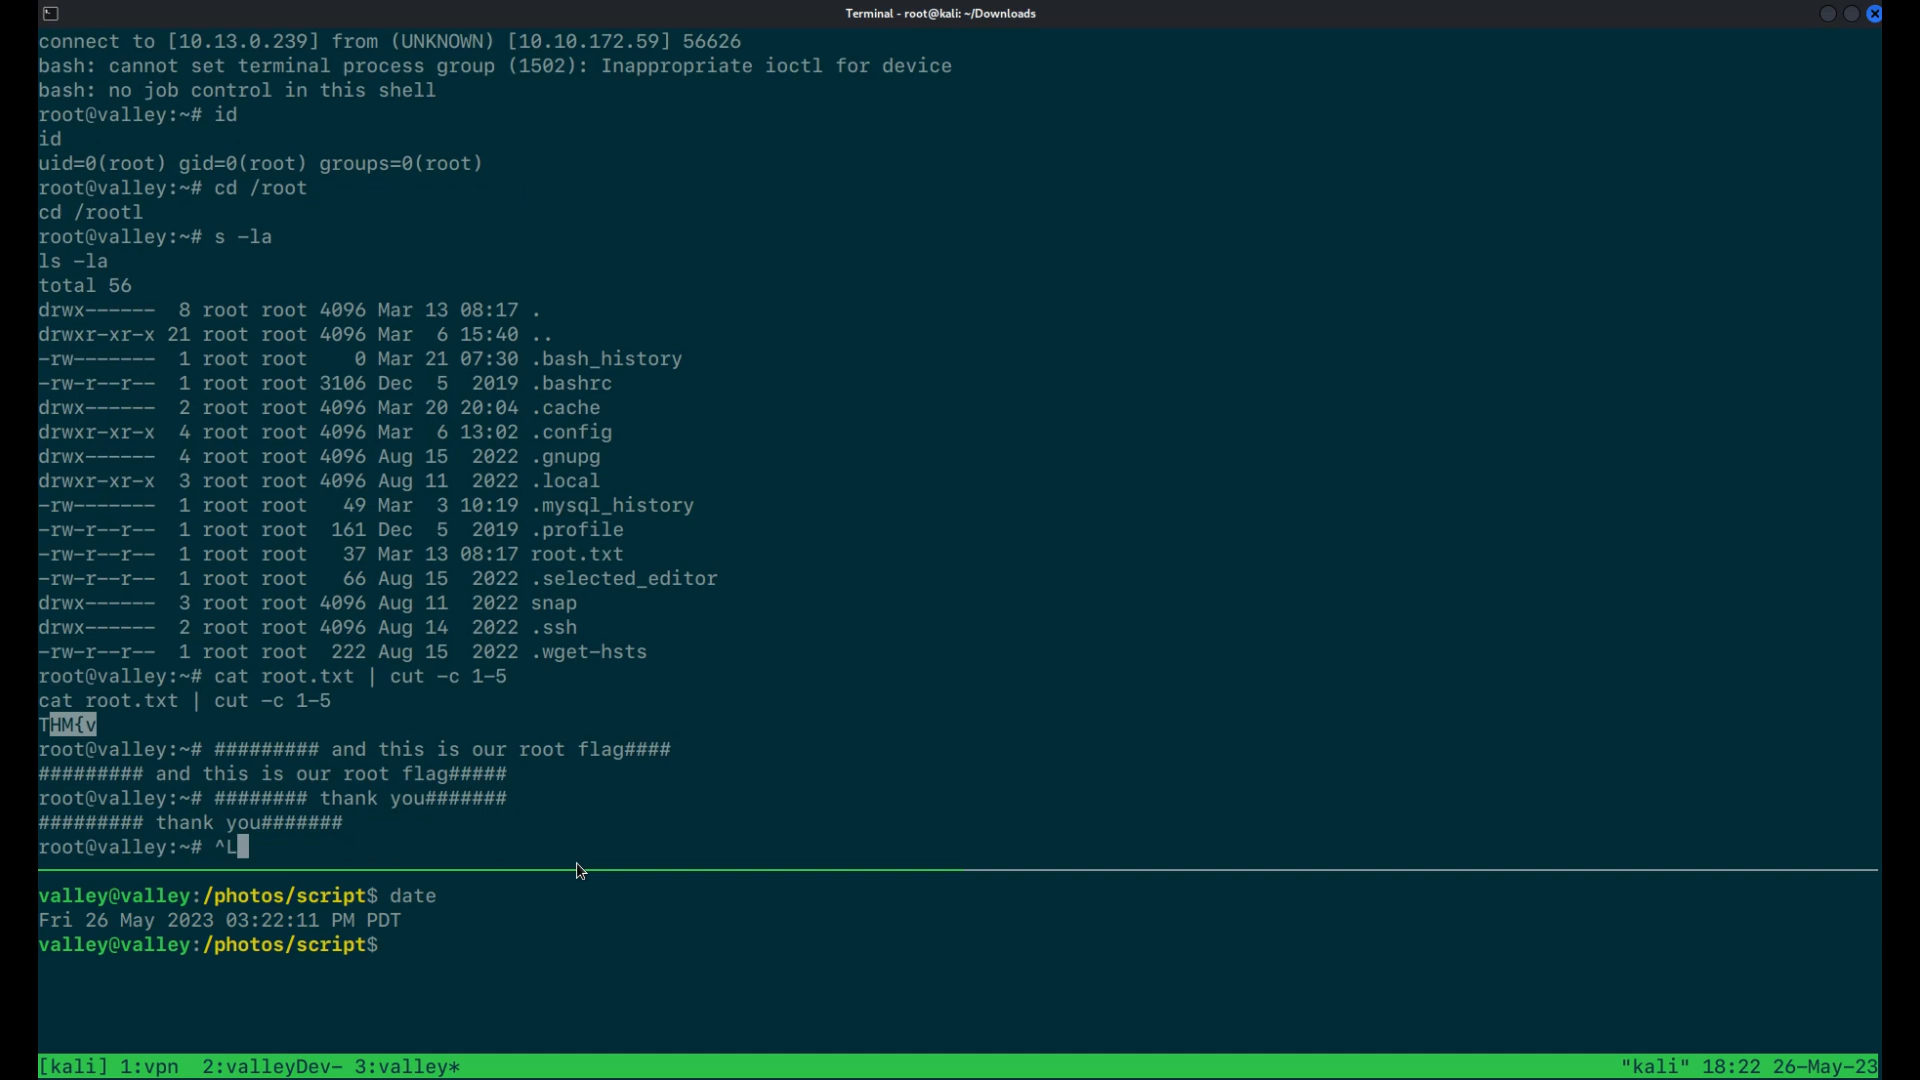 Terminal - root@kali: ~/Downloads
connect to [10.13.0.239] from (UNKNOWN) [10.10.172.59] 56626
bash: cannot set terminal process group (1502): Inappropriate ioctl for device
bash: no job control in this shell
root@valley:~# id
id
uid=0(root) gid=0(root) groups=0(root)
root@valley:~# cd /root
cd /rootl
root@valley:~# s -la
ls -la
total 56
drwx------  8 root root 4096 Mar 13 08:17 .
drwxr-xr-x 21 root root 4096 Mar  6 15:40 ..
-rw-------  1 root root    0 Mar 21 07:30 .bash_history
-rw-r--r--  1 root root 3106 Dec  5  2019 .bashrc
drwx------  2 root root 4096 Mar 20 20:04 .cache
drwxr-xr-x  4 root root 4096 Mar  6 13:02 .config
drwx------  4 root root 4096 Aug 15  2022 .gnupg
drwxr-xr-x  3 root root 4096 Aug 11  2022 .local
-rw-------  1 root root   49 Mar  3 10:19 .mysql_history
-rw-r--r--  1 root root  161 Dec  5  2019 .profile
-rw-r--r--  1 root root   37 Mar 13 08:17 root.txt
-rw-r--r--  1 root root   66 Aug 15  2022 .selected_editor
drwx------  3 root root 4096 Aug 11  2022 snap
drwx------  2 root root 4096 Aug 14  2022 .ssh
-rw-r--r--  1 root root  222 Aug 15  2022 .wget-hsts
root@valley:~# cat root.txt | cut -c 1-5
cat root.txt | cut -c 1-5
THM{v
root@valley:~# ######### and this is our root flag####
######### and this is our root flag#####
root@valley:~# ######## thank you#######
######### thank you#######
root@valley:~# ^L
valley@valley:/photos/script$ date
Fri 26 May 2023 03:22:11 PM PDT
valley@valley:/photos/script$
[kali] 1:vpn  2:valleyDev- 3:valley* "kali" 18:22 26-May-23